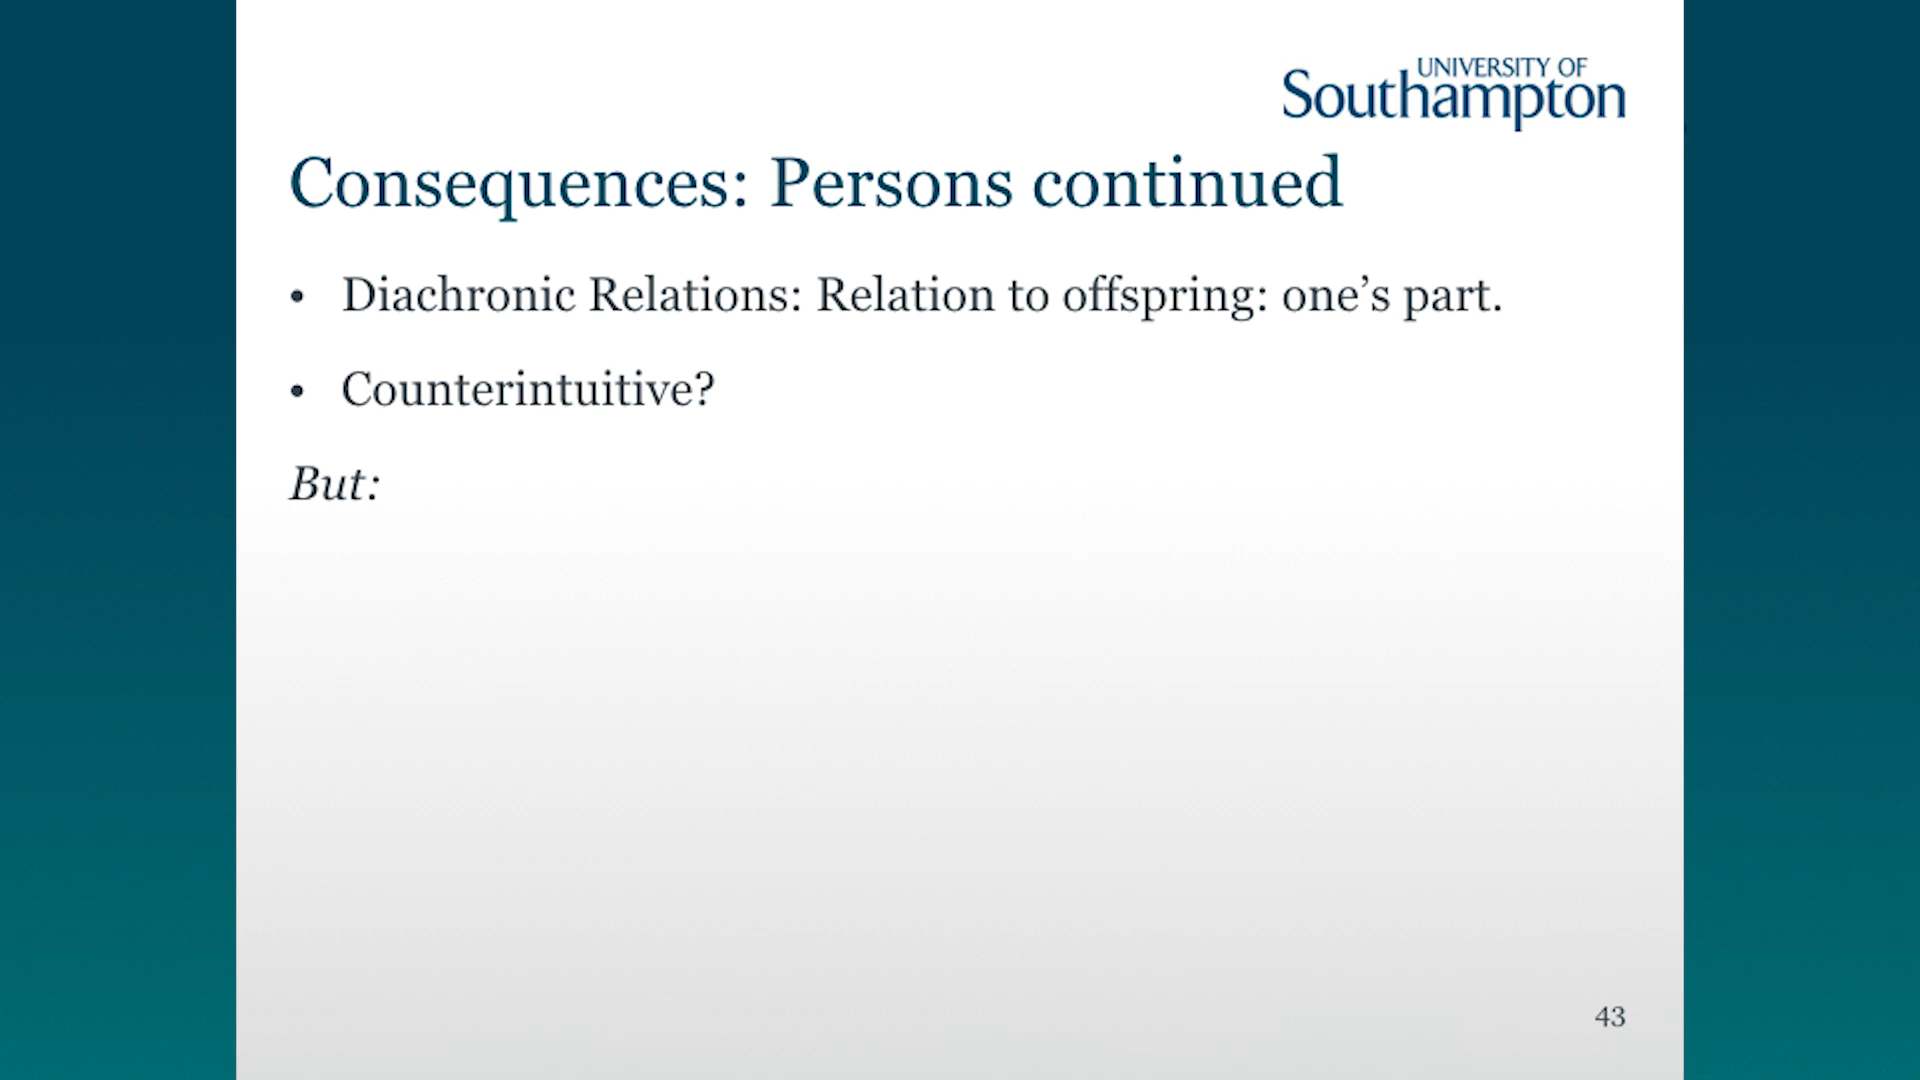 UNIVERSITY OF
Southampton
Consequences: Persons continued
• Diachronic Relations: Relation to offspring: one’s part.
• Counterintuitive?
But:
43